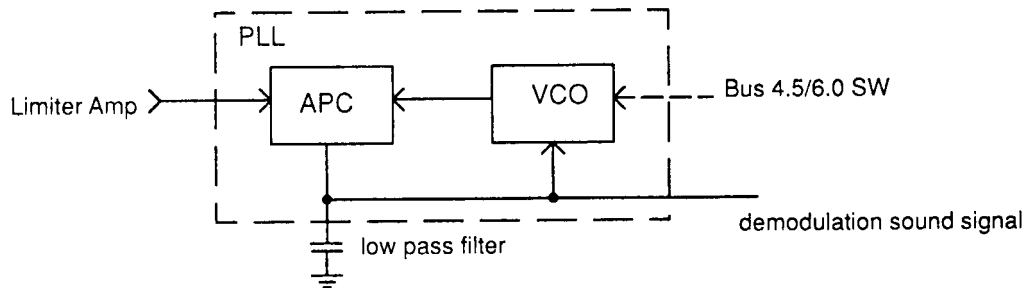 PLL
Limiter Amp
APC
VCO
Bus 4.5/6.0 SW
demodulation sound signal
low pass filter